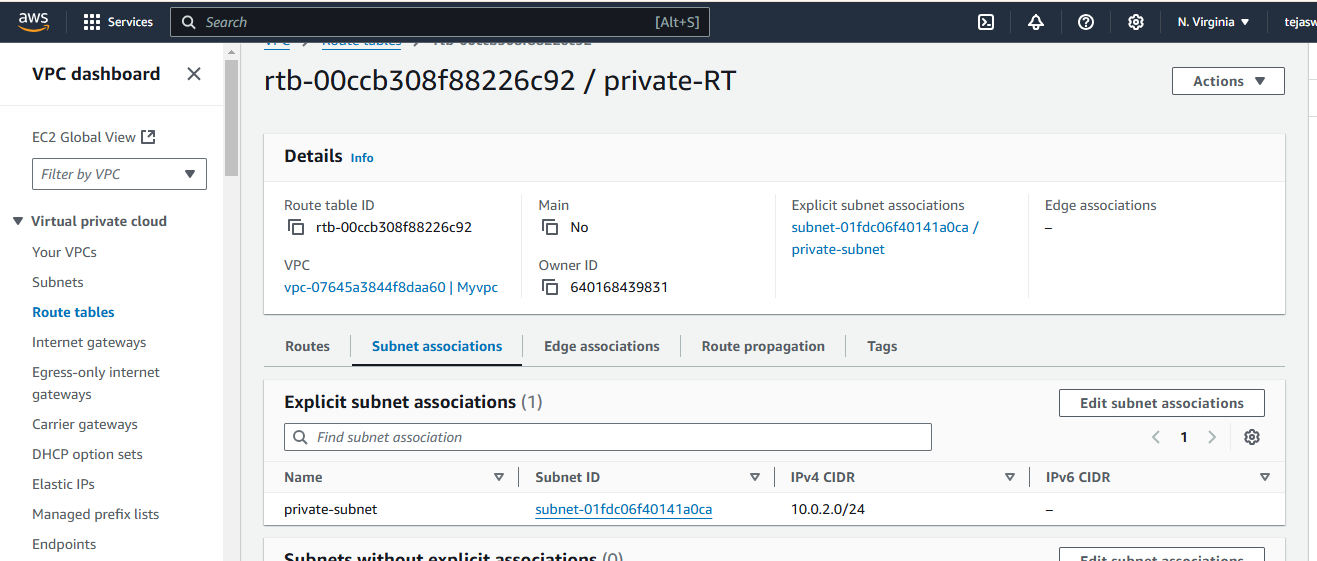 aws
Services
Search
[Alt+S]
N. Virginia
tejasw
VPC dashboard
EC2 Global View
Filter by VPC
Virtual private cloud
Your VPCs
Subnets
Route tables
Internet gateways
Egress-only internet
gateways
Carrier gateways
DHCP option sets
Elastic IPs
Managed prefix lists
Endpoints
VPC
Route tables
rtb-00ccb308f88226c92
rtb-00ccb308f88226c92 / private-RT
Actions
Details Info
Route table ID
rtb-00ccb308f88226c92
VPC
vpc-07645a3844f8daa60 | Myvpc
Main
No
Owner ID
640168439831
Explicit subnet associations
subnet-01fdc06f40141a0ca /
private-subnet
Edge associations
–
Routes
Subnet associations
Edge associations
Route propagation
Tags
Explicit subnet associations (1)
Edit subnet associations
Find subnet association
1
Name
Subnet ID
IPv4 CIDR
IPv6 CIDR
private-subnet
subnet-01fdc06f40141a0ca
10.0.2.0/24
–
Subnets without explicit associations (0)
Edit subnet associations